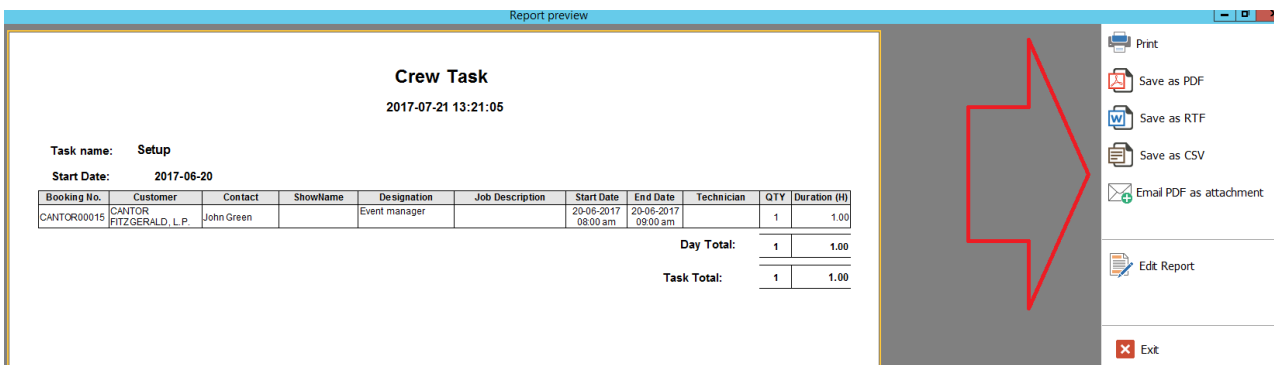 Report preview
Crew Task
2017-07-21 13:21:05
Task name: Setup
Start Date: 2017-06-20
Booking No. Customer Contact ShowName Designation Job Description Start Date End Date Technician QTY Duration (H)
CANTOR00015 CANTOR FITZGERALD, L.P. John Green Event manager 20-06-2017 08:00 am 20-06-2017 09:00 am 1 1.00
Day Total: 1 1.00
Task Total: 1 1.00
Print
Save as PDF
Save as RTF
Save as CSV
Email PDF as attachment
Edit Report
Exit